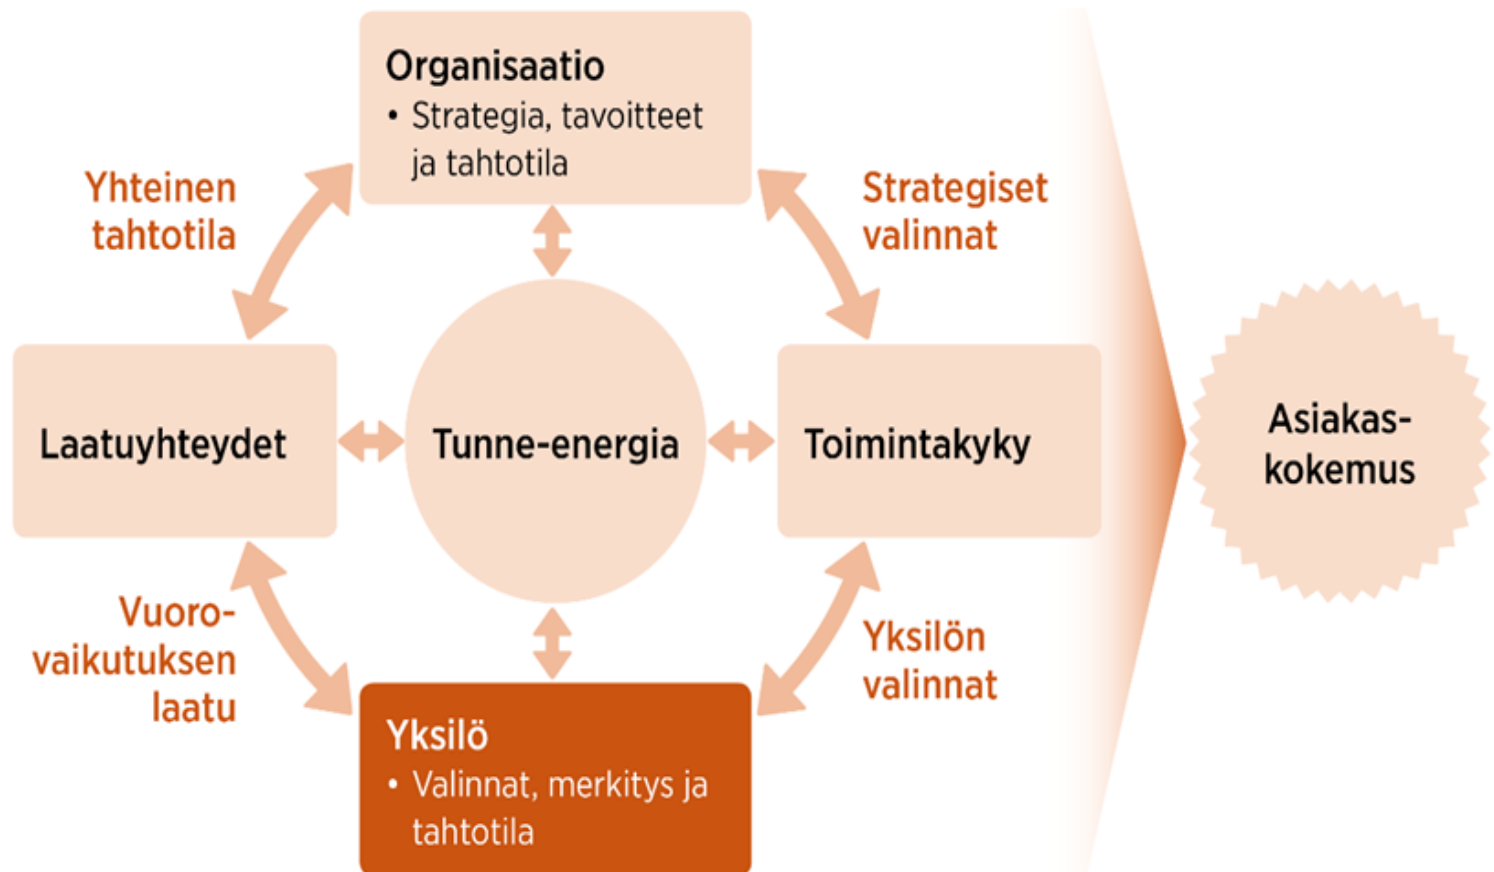 Organisaatio
• Strategia, tavoitteet
ja tahtotila
Yhteinen
tahtotila
Strategiset
valinnat
Laatuyhteydet
Tunne-energia
Toimintakyky
Asiakas-
kokemus
Vuoro-
vaikutuksen
laatu
Yksilön
valinnat
Yksilö
• Valinnat, merkitys ja
tahtotila